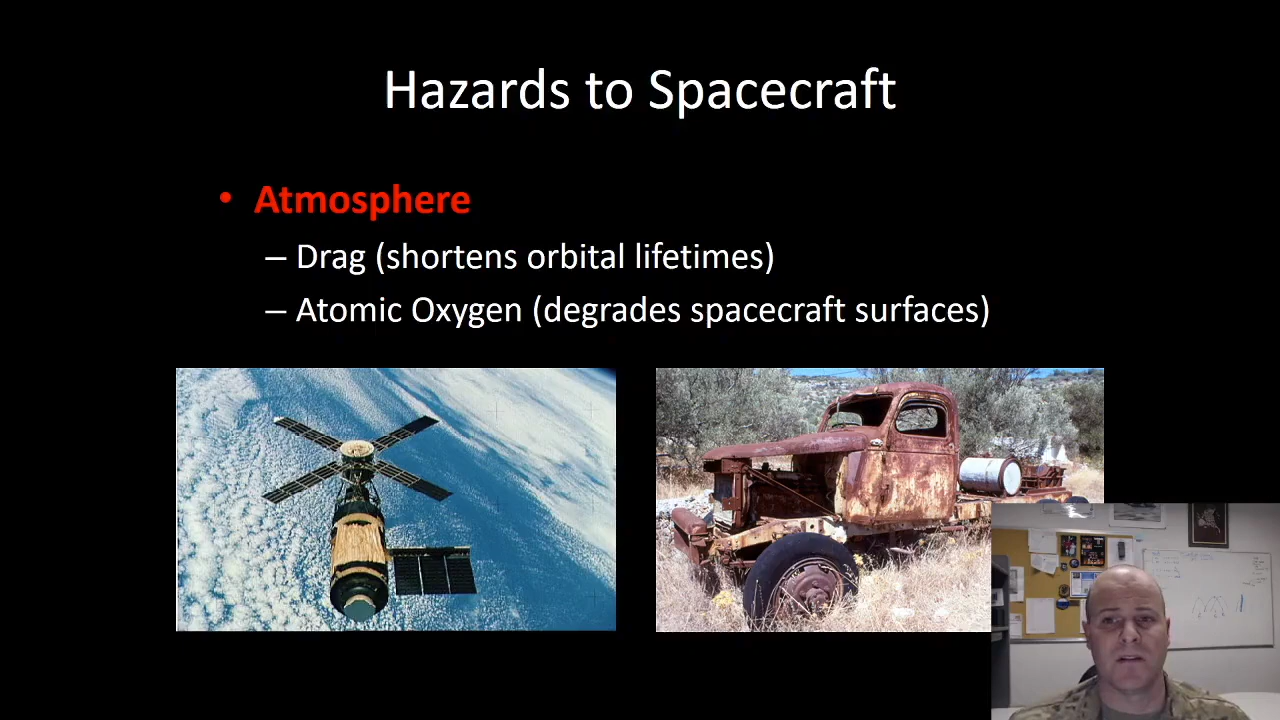 Hazards to Spacecraft
• Atmosphere
– Drag (shortens orbital lifetimes)
– Atomic Oxygen (degrades spacecraft surfaces)